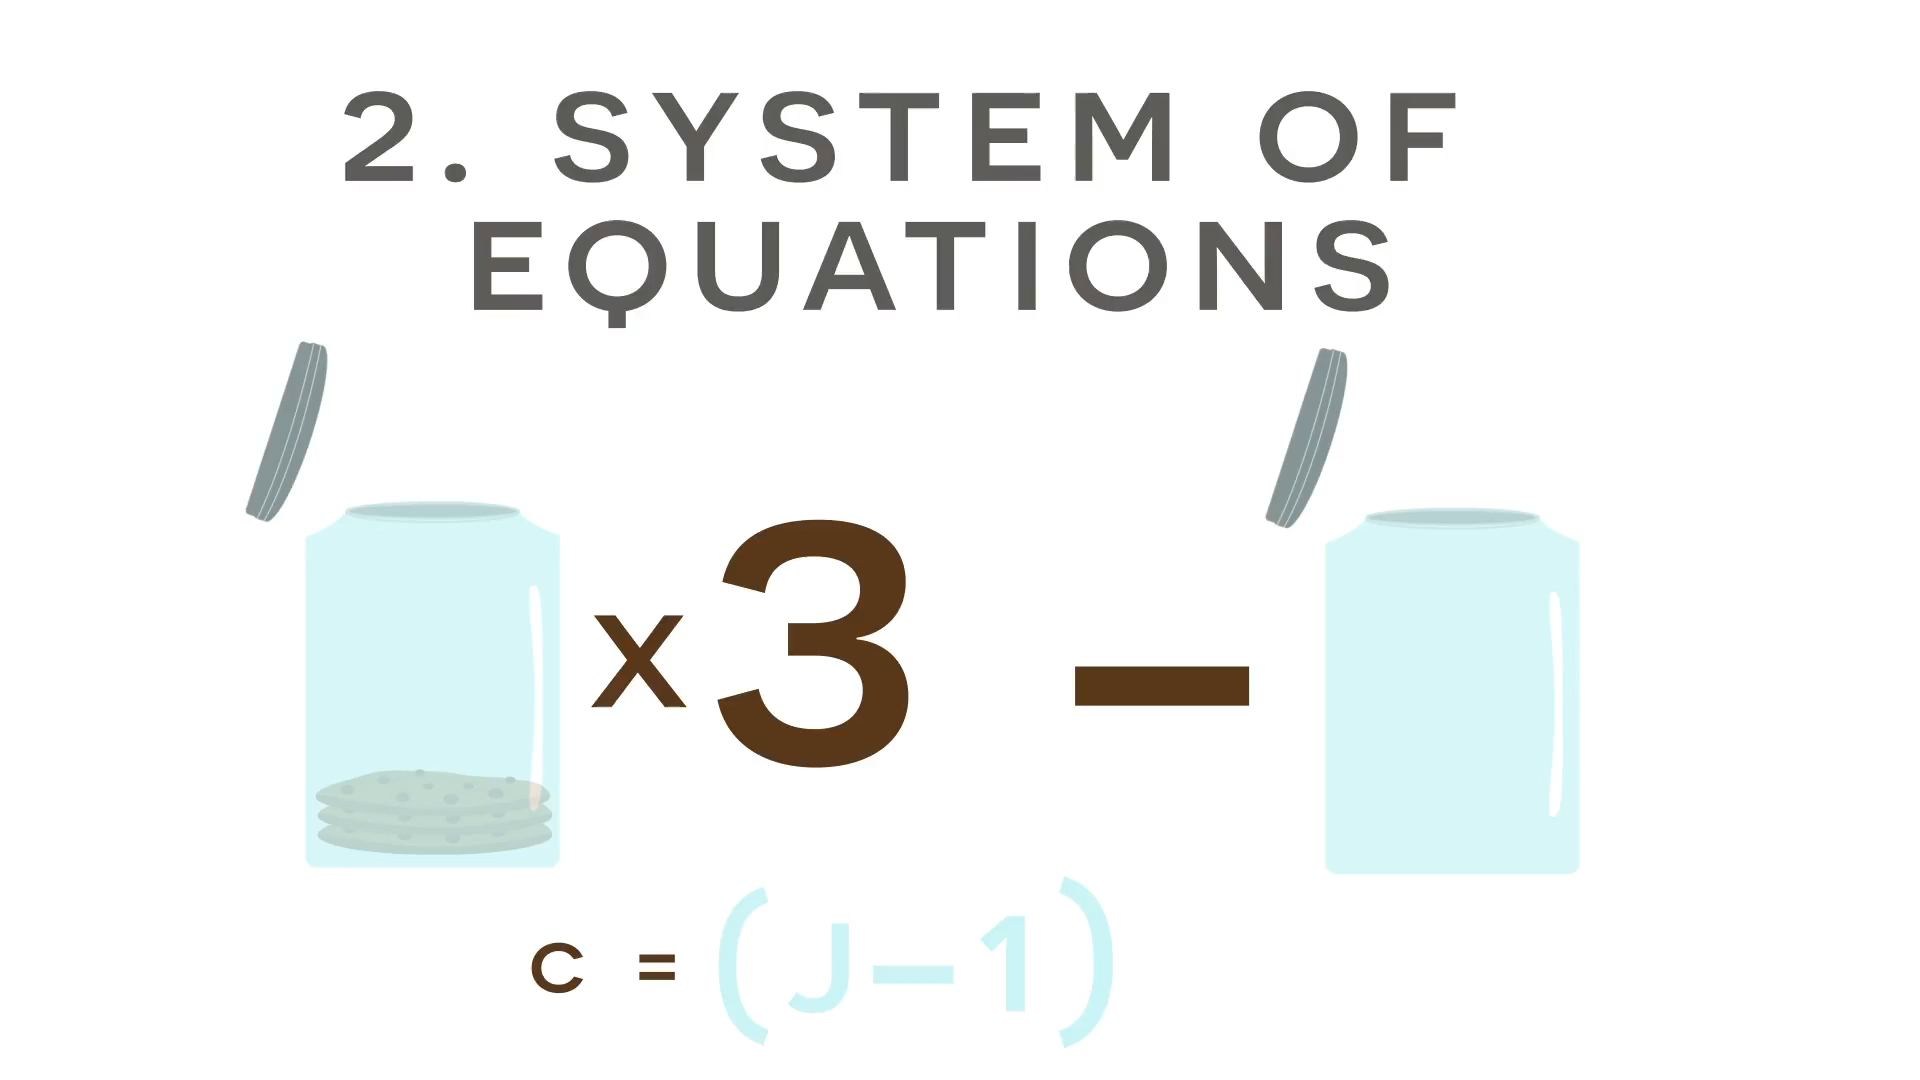 2. SYSTEM OF
EQUATIONS
x3 –
C = (J–1)